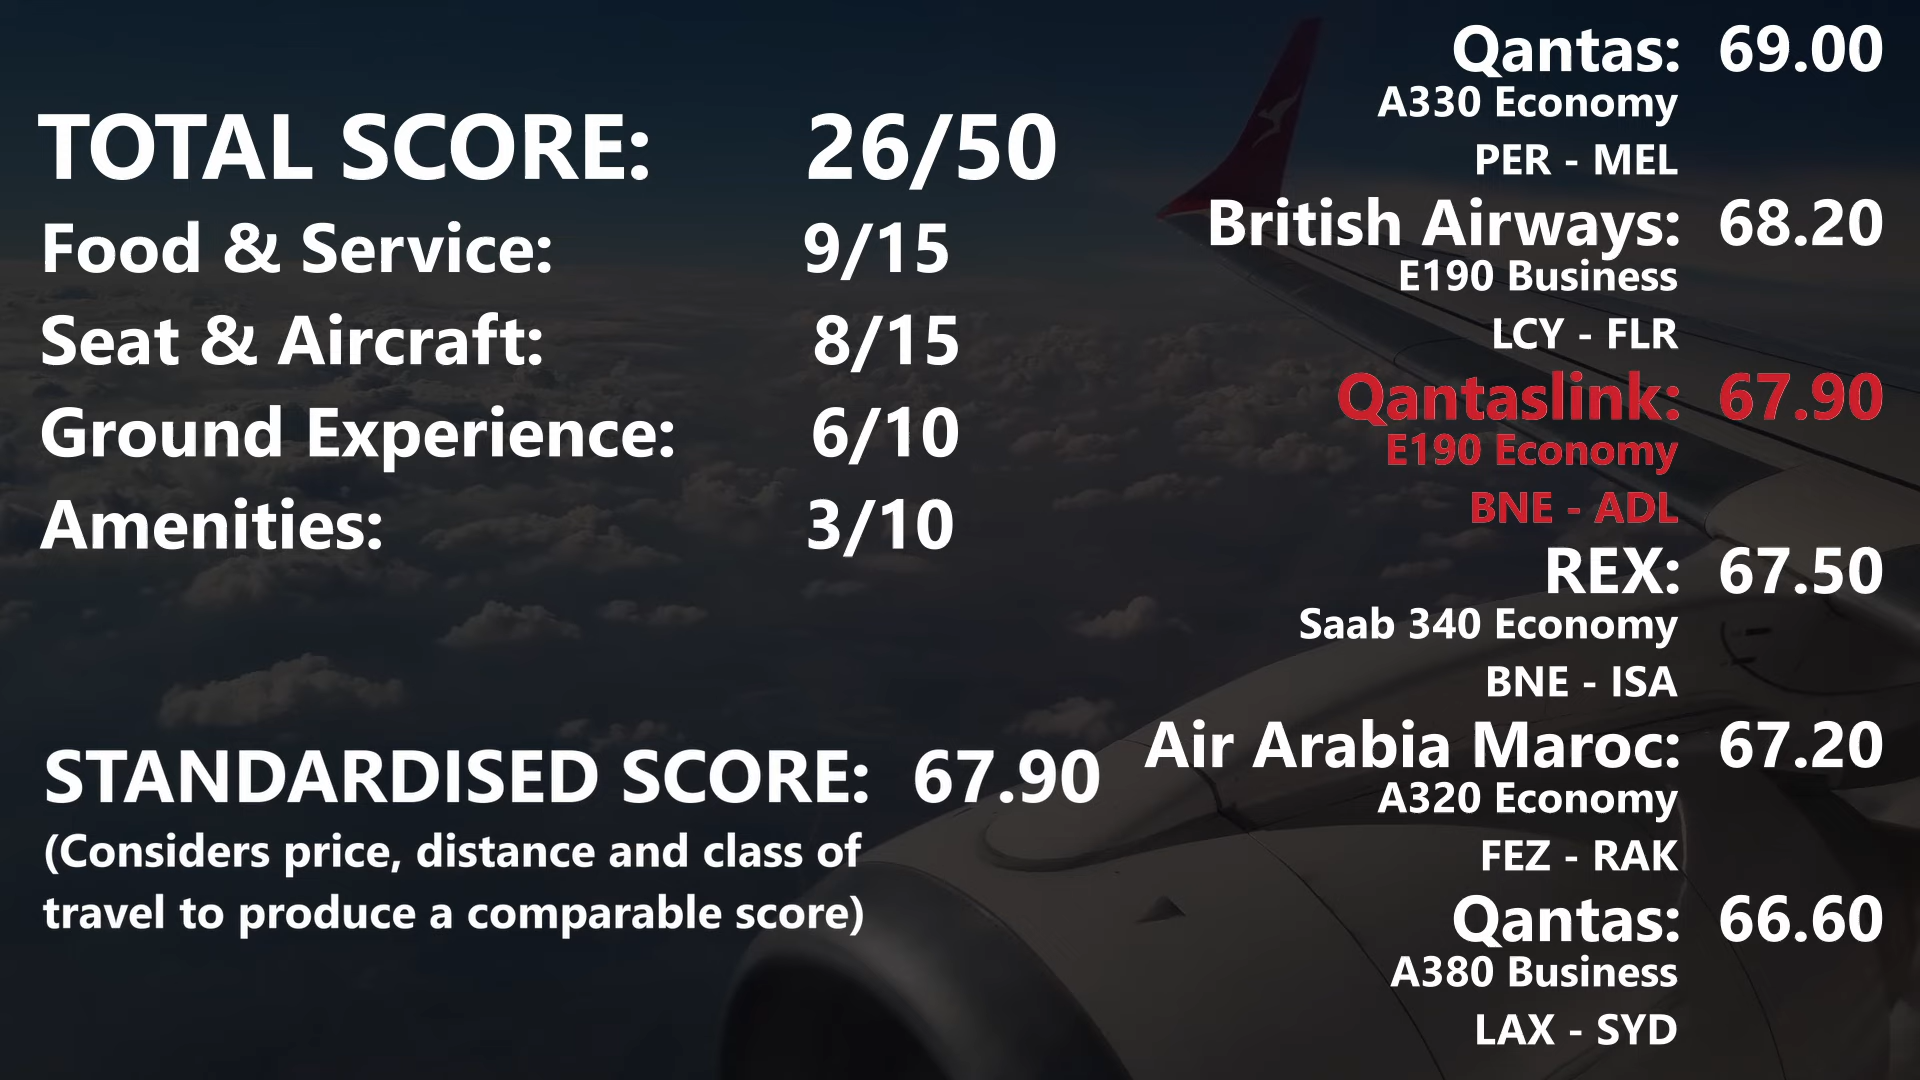 TOTAL SCORE: 26/50
Food & Service: 9/15
Seat & Aircraft: 8/15
Ground Experience: 6/10
Amenities: 3/10
STANDARDISED SCORE: 67.90
(Considers price, distance and class of
travel to produce a comparable score)
Qantas: 69.00
A330 Economy
PER - MEL
British Airways: 68.20
E190 Business
LCY - FLR
Qantaslink: 67.90
E190 Economy
BNE - ADL
REX: 67.50
Saab 340 Economy
BNE - ISA
Air Arabia Maroc: 67.20
A320 Economy
FEZ - RAK
Qantas: 66.60
A380 Business
LAX - SYD